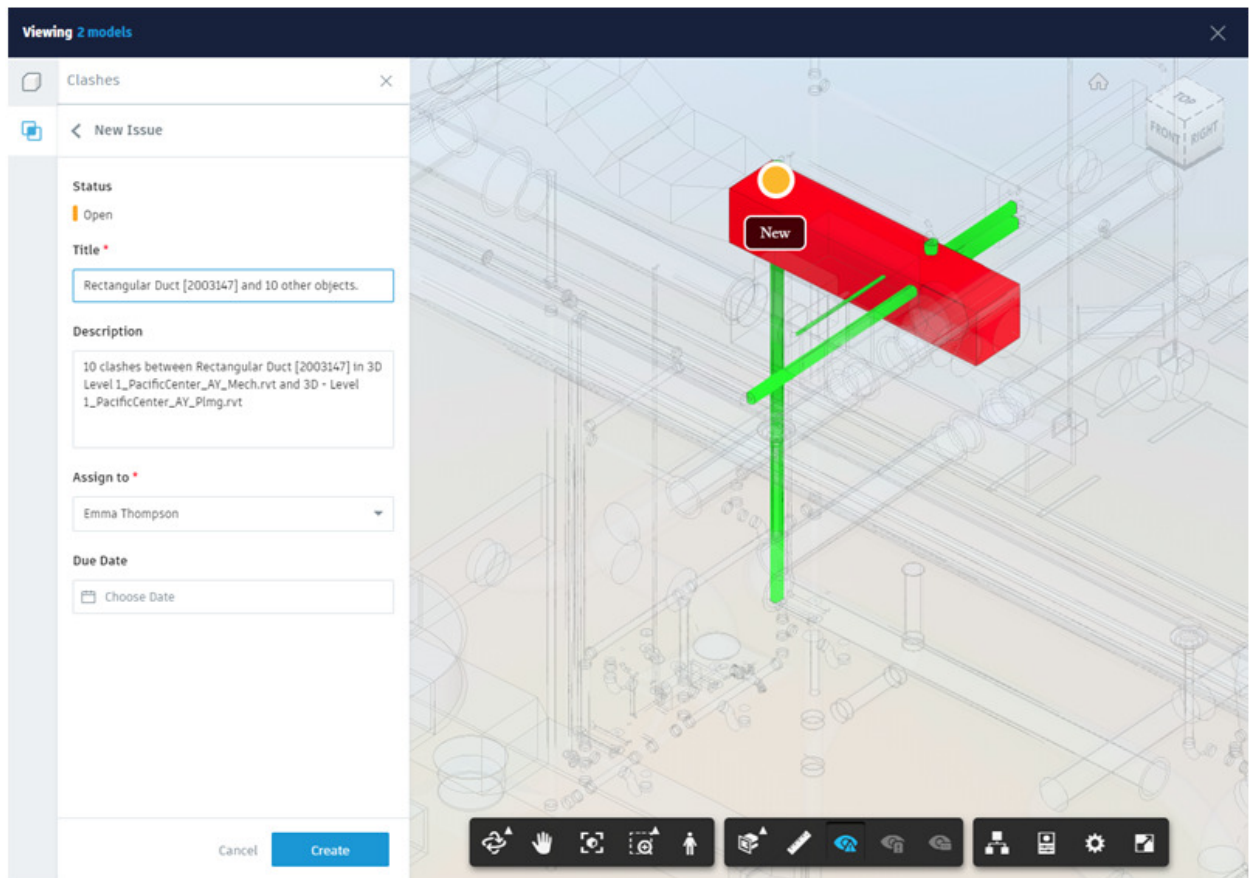 Viewing 2 models
Clashes
New Issue
Status
Open
Title *
Rectangular Duct [2003147] and 10 other objects.
Description
10 clashes between Rectangular Duct [2003147] in 3D
Level 1_PacificCenter_AY_Mech.rvt and 3D - Level
1_PacificCenter_AY_Plmg.rvt
Assign to *
Emma Thompson
Due Date
Choose Date
Cancel
Create
New
TOP
FRONT
RIGHT